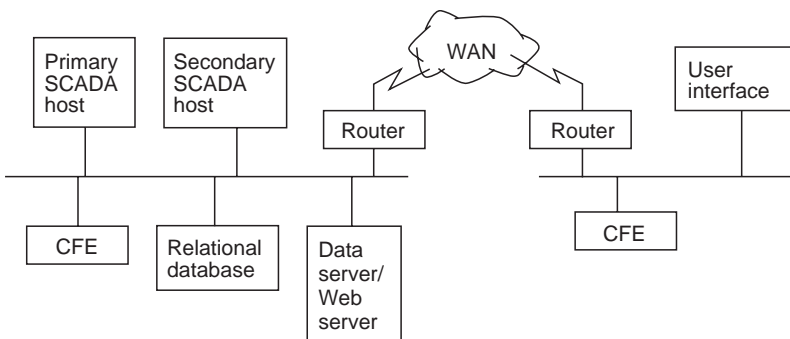 Primary
SCADA
host
Secondary
SCADA
host
WAN
User
interface
Router
Router
CFE
Relational
database
Data
server/
Web
server
CFE